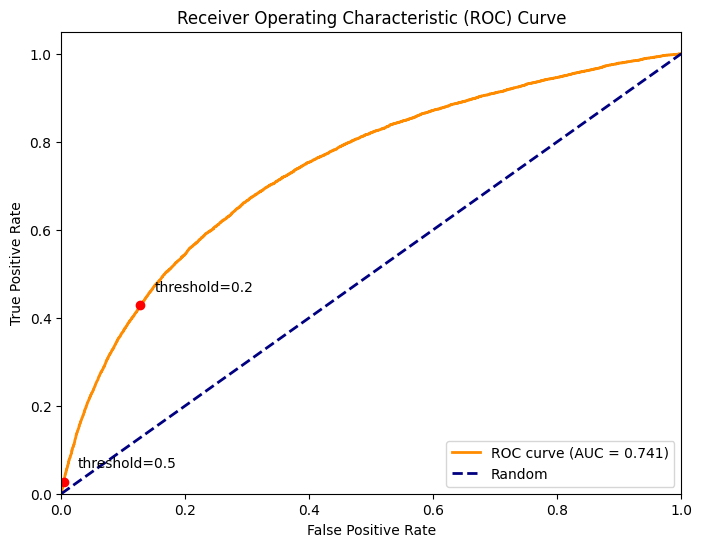 Receiver Operating Characteristic (ROC) Curve
True Positive Rate
1.0
0.8
0.6
0.4
0.2
0.0
threshold=0.2
threshold=0.5
ROC curve (AUC = 0.741)
Random
0.0
0.2
0.4
0.6
0.8
1.0
False Positive Rate